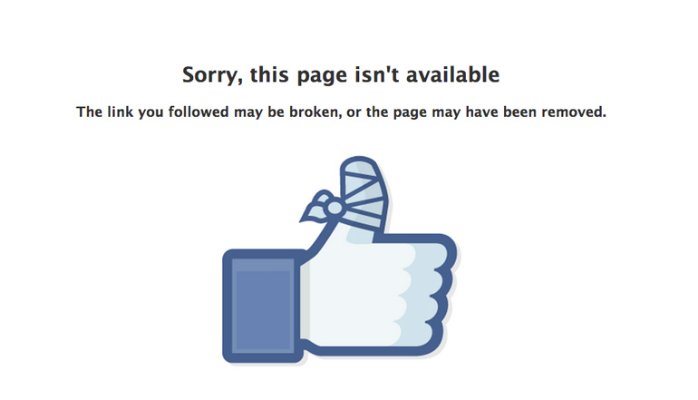 Sorry, this page isn't available
The link you followed may be broken, or the page may have been removed.